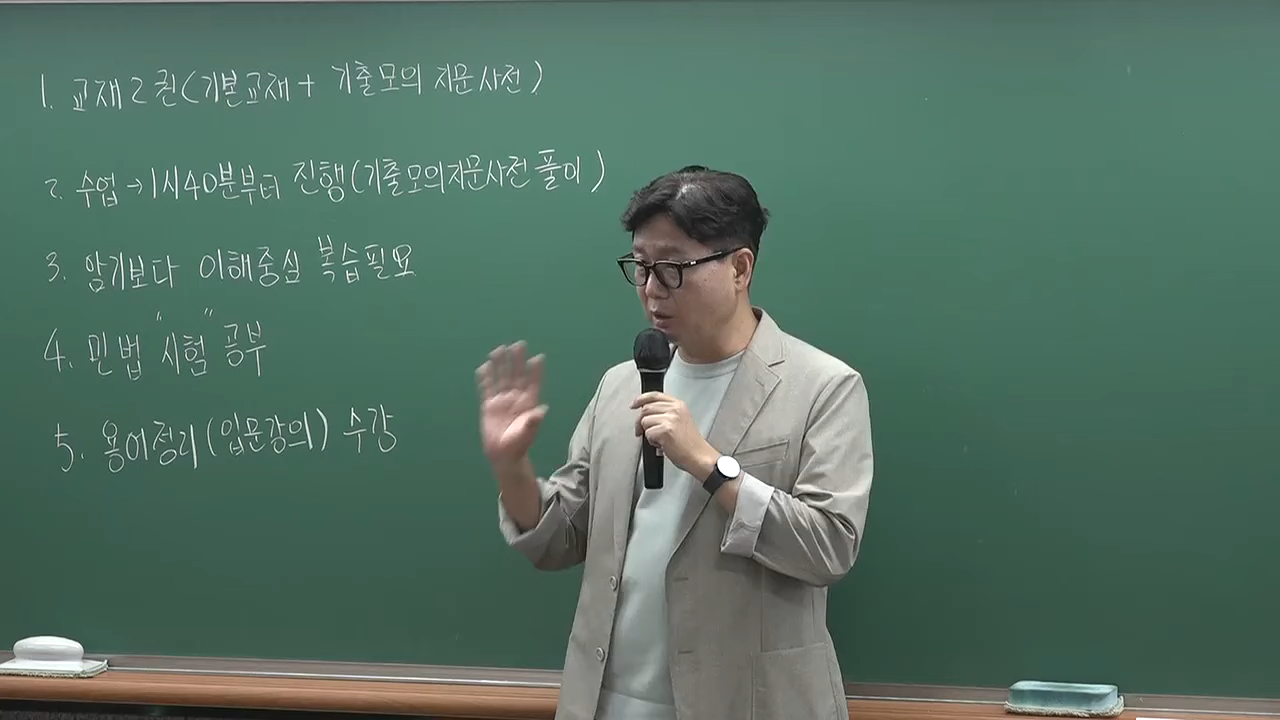 1. 교재 2권(기본교재 + 기출모의 지문사전)
2. 수업 →1시40분부터 진행(기출모의지문사전 풀이)
3. 암기보다 이해중심 복습필요
4. 민법 "시험" 공부
5. 용어정리(입문강의) 수강